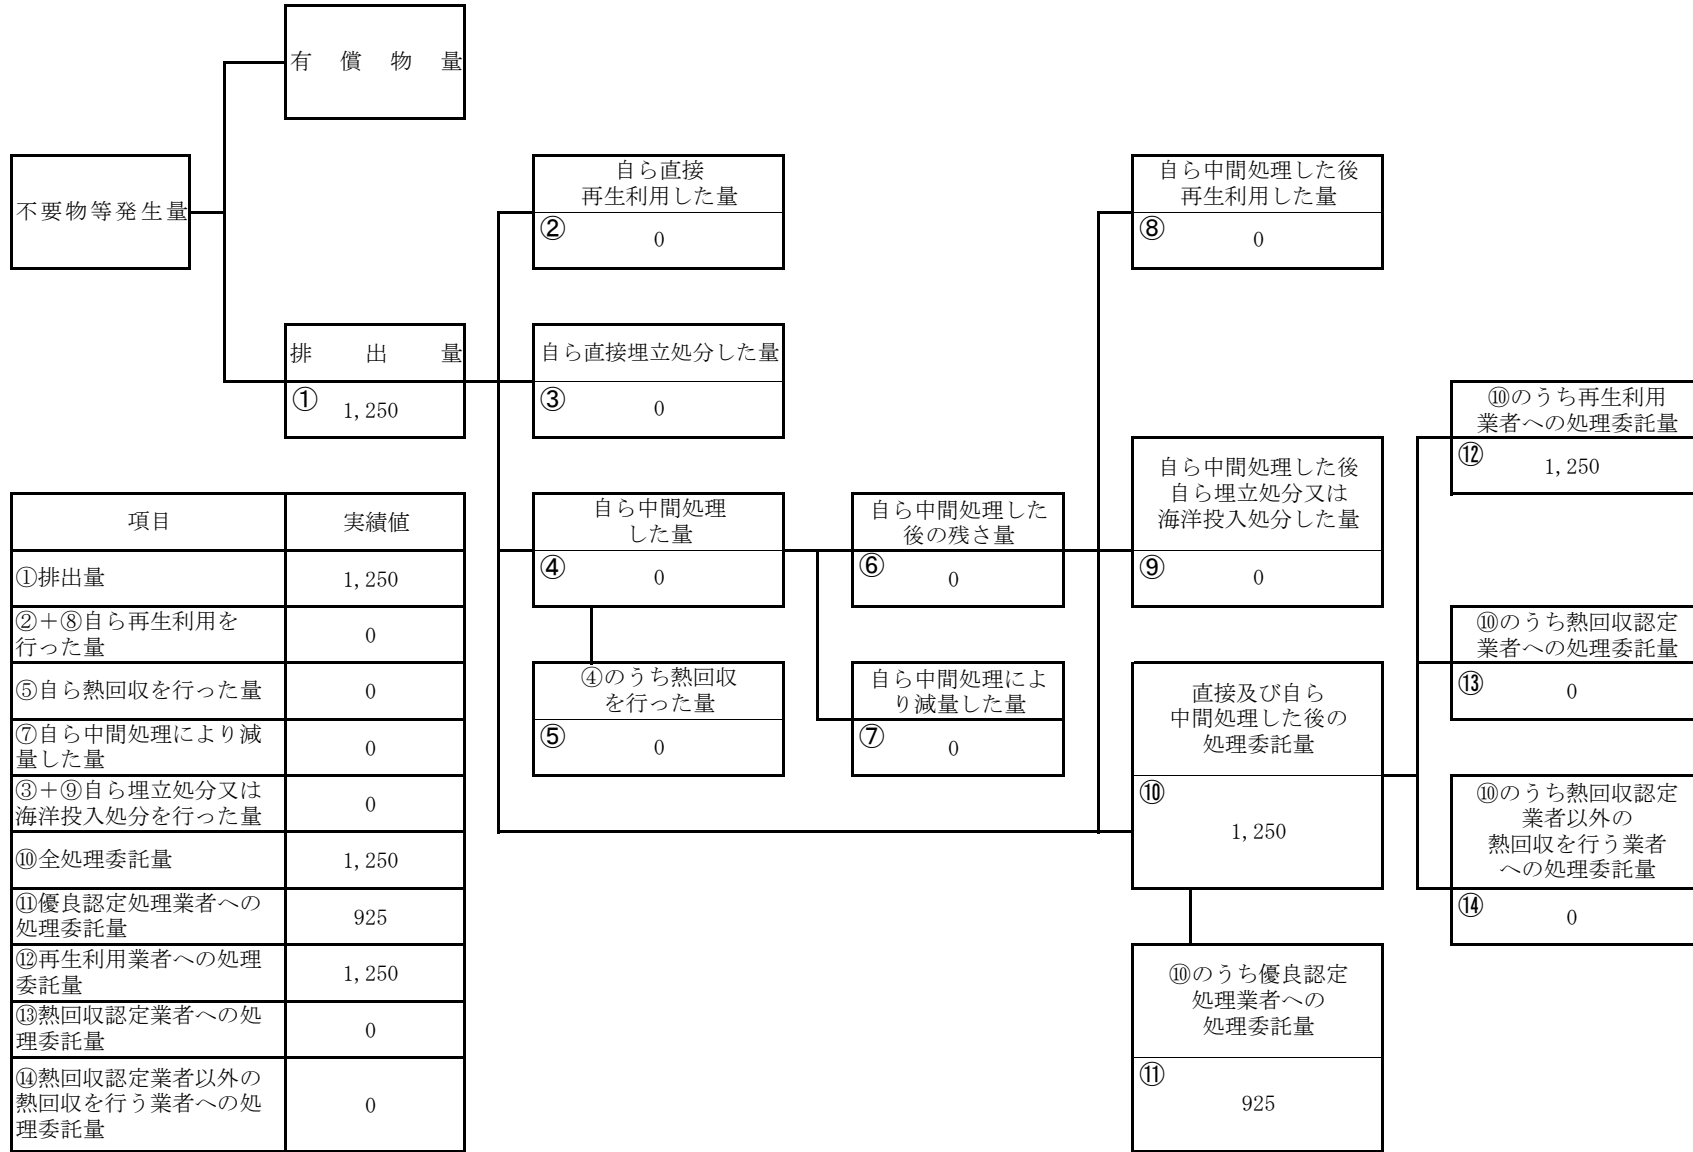 有償物量
不要物等発生量
自ら直接
再生利用した量
②
0
自ら中間処理した後
再生利用した量
⑧
0
排出量
①
1,250
自ら直接埋立処分した量
③
0
⑩のうち再生利用
業者への処理委託量
⑫
1,250
自ら中間処理
した量
④
0
自ら中間処理した
後の残さ量
⑥
0
自ら中間処理した後
自ら埋立処分又は
海洋投入処分した量
⑨
0
⑩のうち熱回収認定
業者への処理委託量
⑬
0
④のうち熱回収
を行った量
⑤
0
自ら中間処理によ
り減量した量
⑦
0
直接及び自ら
中間処理した後の
処理委託量
⑩
1,250
⑩のうち熱回収認定
業者以外の
熱回収を行う業者
への処理委託量
⑭
0
⑩のうち優良認定
処理業者への
処理委託量
⑪
925
項目 実績値
①排出量 1,250
②+⑧自ら再生利用を
行った量 0
⑤自ら熱回収を行った量 0
⑦自ら中間処理により減
量した量 0
③+⑨自ら埋立処分又は
海洋投入処分を行った量 0
⑩全処理委託量 1,250
⑪優良認定処理業者への
処理委託量 925
⑫再生利用業者への処理
委託量 1,250
⑬熱回収認定業者への処
理委託量 0
⑭熱回収認定業者以外の
熱回収を行う業者への処
理委託量 0